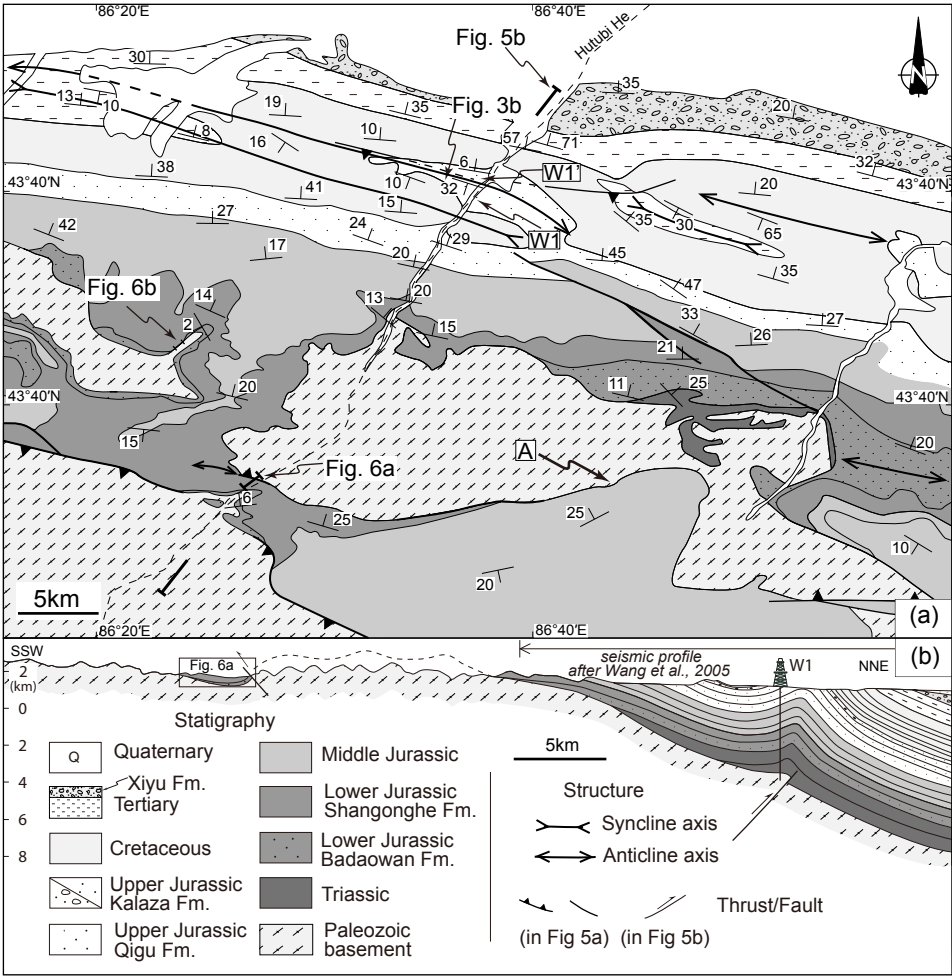 86°20′E
86°40′E
Fig. 5b
Hutubi He
N
30
35
20
13
10
19
35
Fig. 3b
8
16
10
57
71
6
W1'
32
43°40′N
38
10
32
20
43°40′N
41
15
35
30
65
27
24
29
W1
42
17
20
45
35
Fig. 6b
14
13
20
47
33
27
2
15
26
21
43°40′N
20
11
25
43°40′N
15
A
20
Fig. 6a
6
25
25
10
20
5km
(a)
86°20′E
86°40′E
SSW
seismic profile
after Wang et al., 2005
W1
NNE
(b)
Fig. 6a
2
(km)
0
2
4
6
8
Statigraphy
Q
Quaternary
Xiyu Fm.
Tertiary
Cretaceous
Upper Jurassic
Kalaza Fm.
Upper Jurassic
Qigu Fm.
Middle Jurassic
Lower Jurassic
Shangonghe Fm.
Lower Jurassic
Badaowan Fm.
Triassic
Paleozoic
basement
5km
Structure
Syncline axis
Anticline axis
Thrust/Fault
(in Fig 5a)
(in Fig 5b)